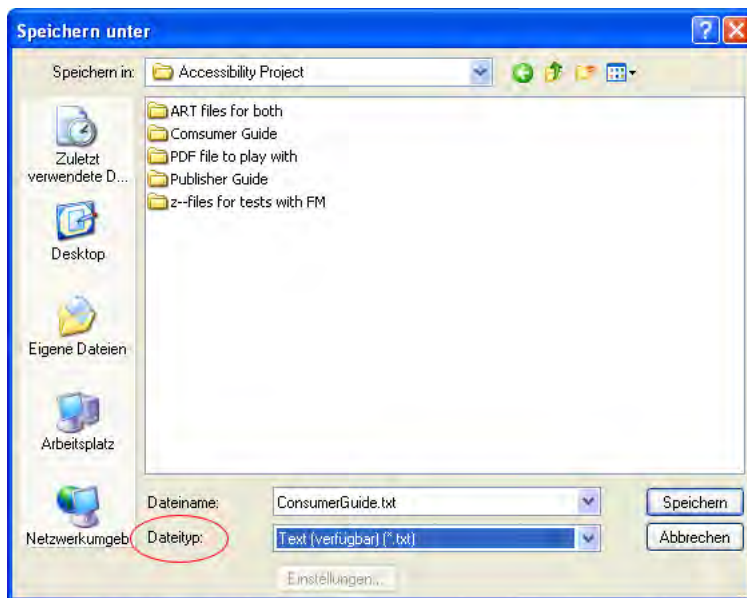 Speichern unter
Speichern in: Accessibility Project
ART files for both
Comsumer Guide
PDF file to play with
Publisher Guide
z--files for tests with FM
Zuletzt
verwendete D...
Desktop
Eigene Dateien
Arbeitsplatz
Netzwerkumgeb
Dateiname: ConsumerGuide.txt Speichern
Dateityp: Text (verfügbar) (*.txt) Abbrechen
Einstellungen...